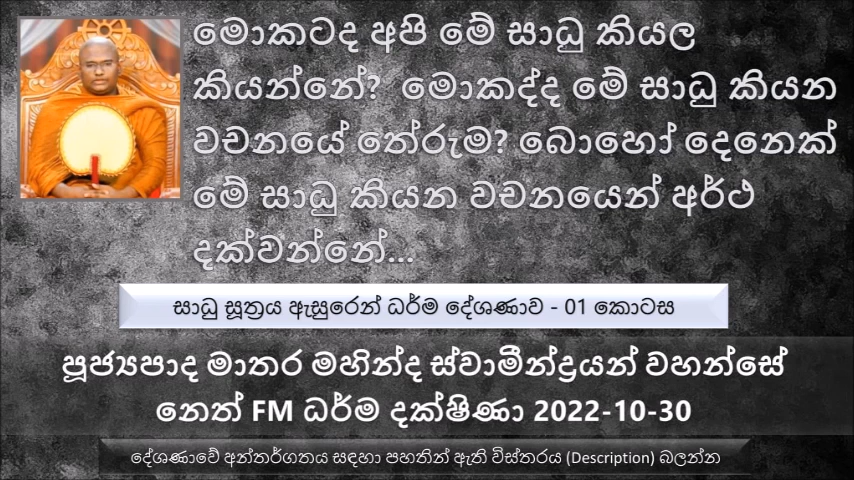 මොකටද අපි මේ සාධු කියල
කියන්නේ? මොකද්ද මේ සාධු කියන
වචනයේ තේරුම? බොහෝ දෙනෙක්
මේ සාධු කියන වචනයෙන් අර්ථ
දක්වන්නේ...
සාධු සූත්‍රය ඇසුරෙන් ධර්ම දේශණාව - 01 කොටස
පූජ්‍යපාද මාතර මහින්ද ස්වාමීන්ද්‍රයන් වහන්සේ
නෙත් FM ධර්ම දක්ෂිණා 2022-10-30
දේශණාවේ අන්තර්ගතය සඳහා පහතින් ඇති විස්තරය (Description) බලන්න